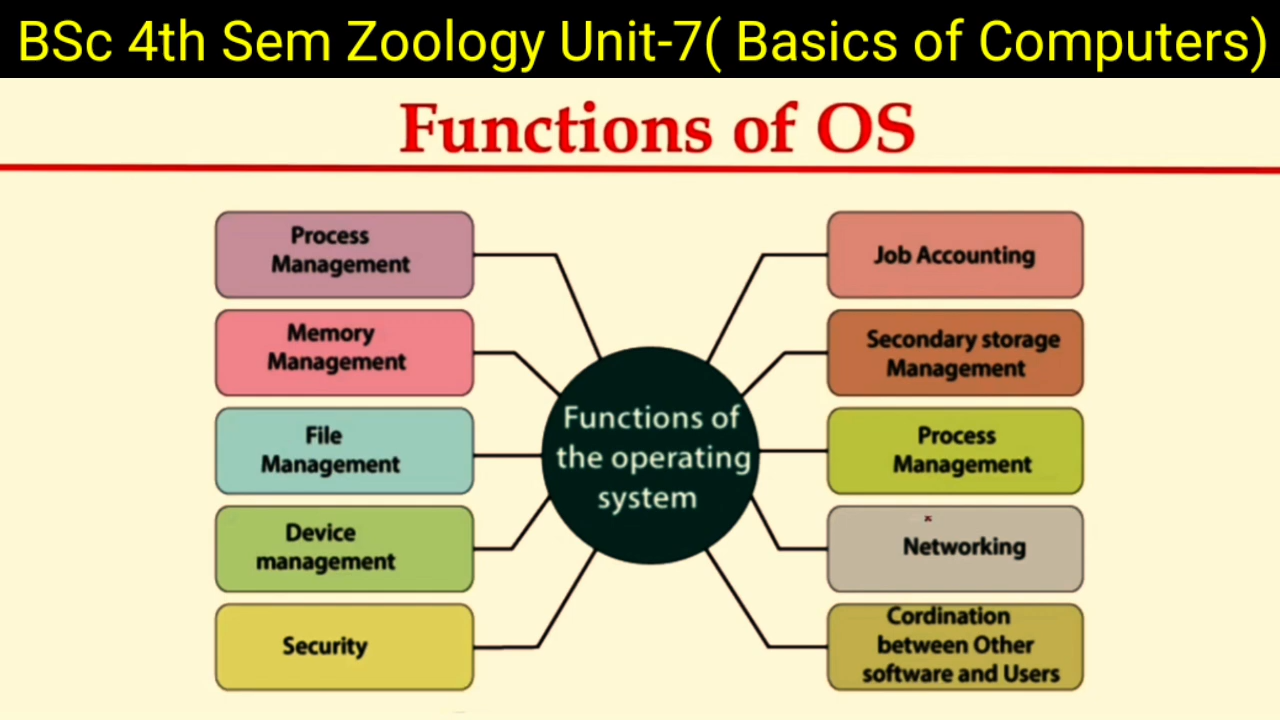 BSc 4th Sem Zoology Unit-7( Basics of Computers)
Functions of OS
Process
Management
Memory
Management
File
Management
Device
management
Security
Functions of
the operating
system
Job Accounting
Secondary storage
Management
Process
Management
Networking
Cordination
between Other
software and Users